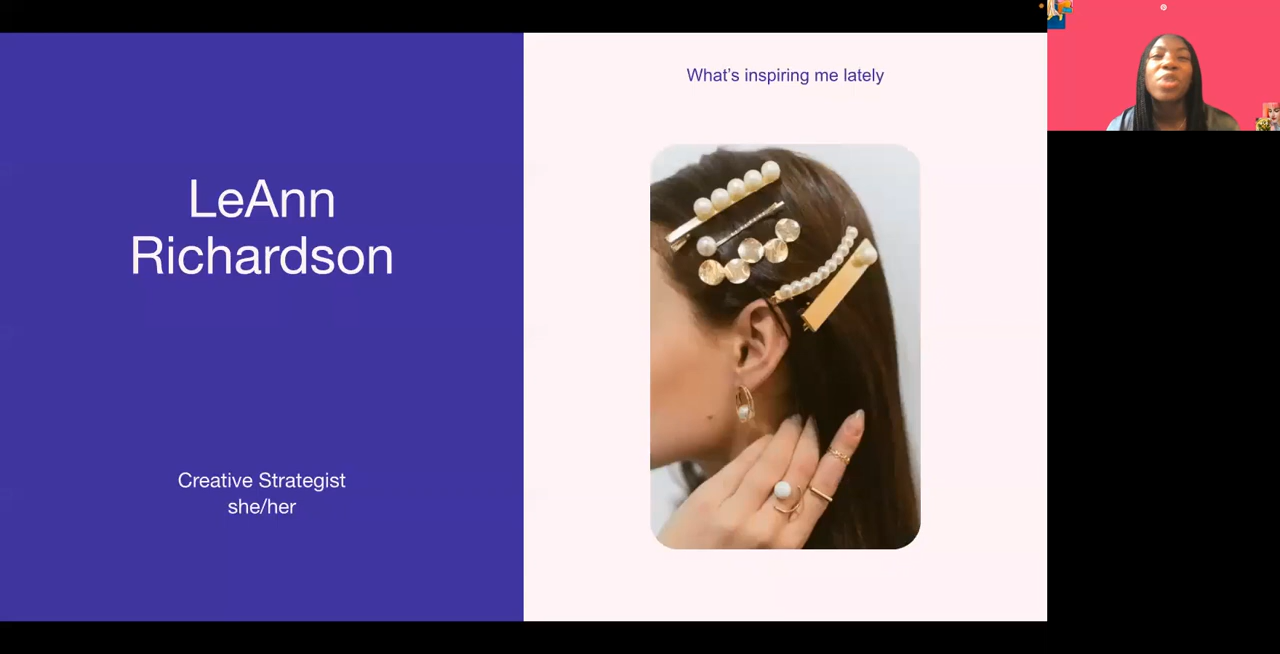 What's inspiring me lately
LeAnn
Richardson
Creative Strategist
she/her